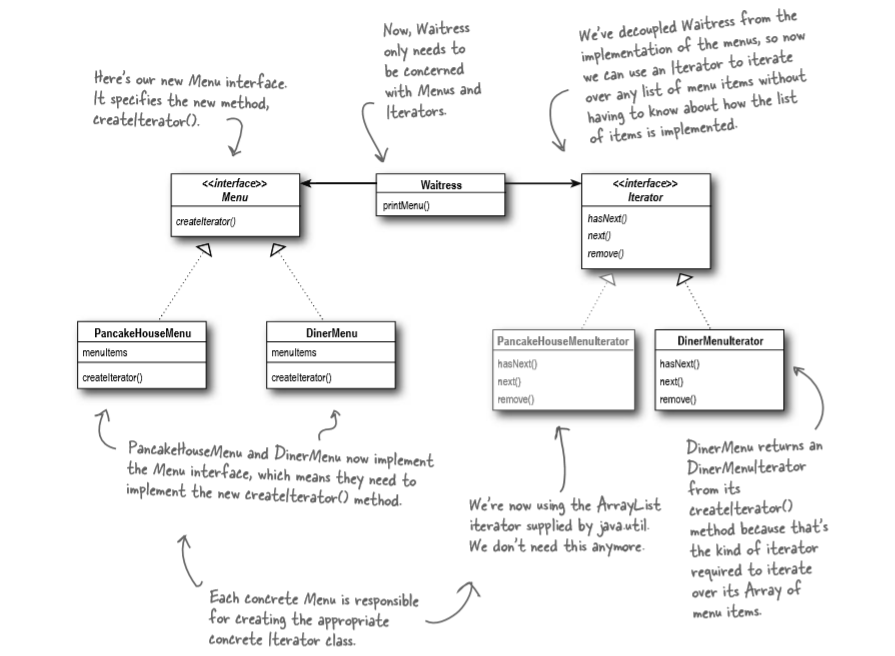 Here's our new Menu interface.
It specifies the new method,
createIterator().
Now, Waitress
only needs to
be concerned
with Menus and
Iterators.
We've decoupled Waitress from the
implementation of the menus, so now
we can use an Iterator to iterate
over any list of menu items without
having to know about how the list
of items is implemented.
<<interface>>
Menu
createIterator()
Waitress
printMenu()
<<interface>>
Iterator
hasNext()
next()
remove()
PancakeHouseMenu
menuItems
createIterator()
DinerMenu
menuItems
createIterator()
PancakeHouseMenuIterator
hasNext()
next()
remove()
DinerMenuIterator
hasNext()
next()
remove()
PancakeHouseMenu and DinerMenu now implement
the Menu interface, which means they need to
implement the new createIterator() method.
We're now using the ArrayList
iterator supplied by java.util.
We don't need this anymore.
DinerMenu returns an
DinerMenuIterator
from its
createIterator()
method because that's
the kind of iterator
required to iterate
over its Array of
menu items.
Each concrete Menu is responsible
for creating the appropriate
concrete Iterator class.